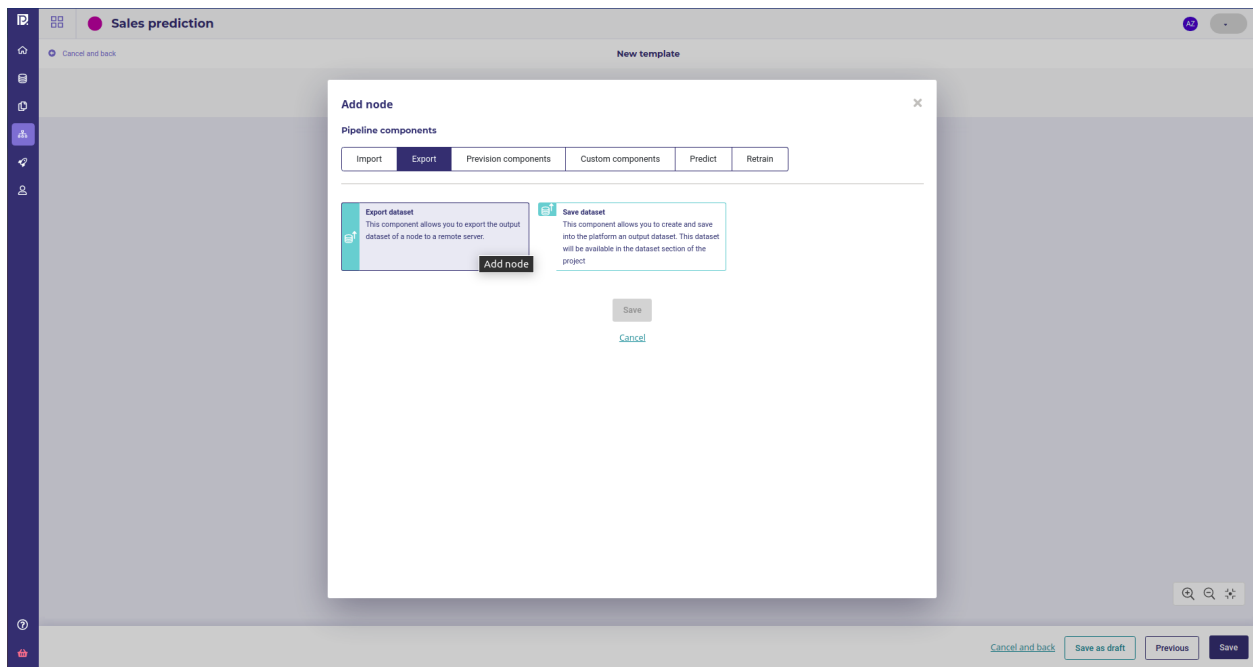 Sales prediction
AZ
Cancel and back
New template
Add node
Pipeline components
Import
Export
Prevision components
Custom components
Predict
Retrain
Export dataset
This component allows you to export the output
dataset of a node to a remote server.
Add node
Save dataset
This component allows you to create and save
into the platform an output dataset. This dataset
will be available in the dataset section of the
project
Save
Cancel
Cancel and back
Save as draft
Previous
Save